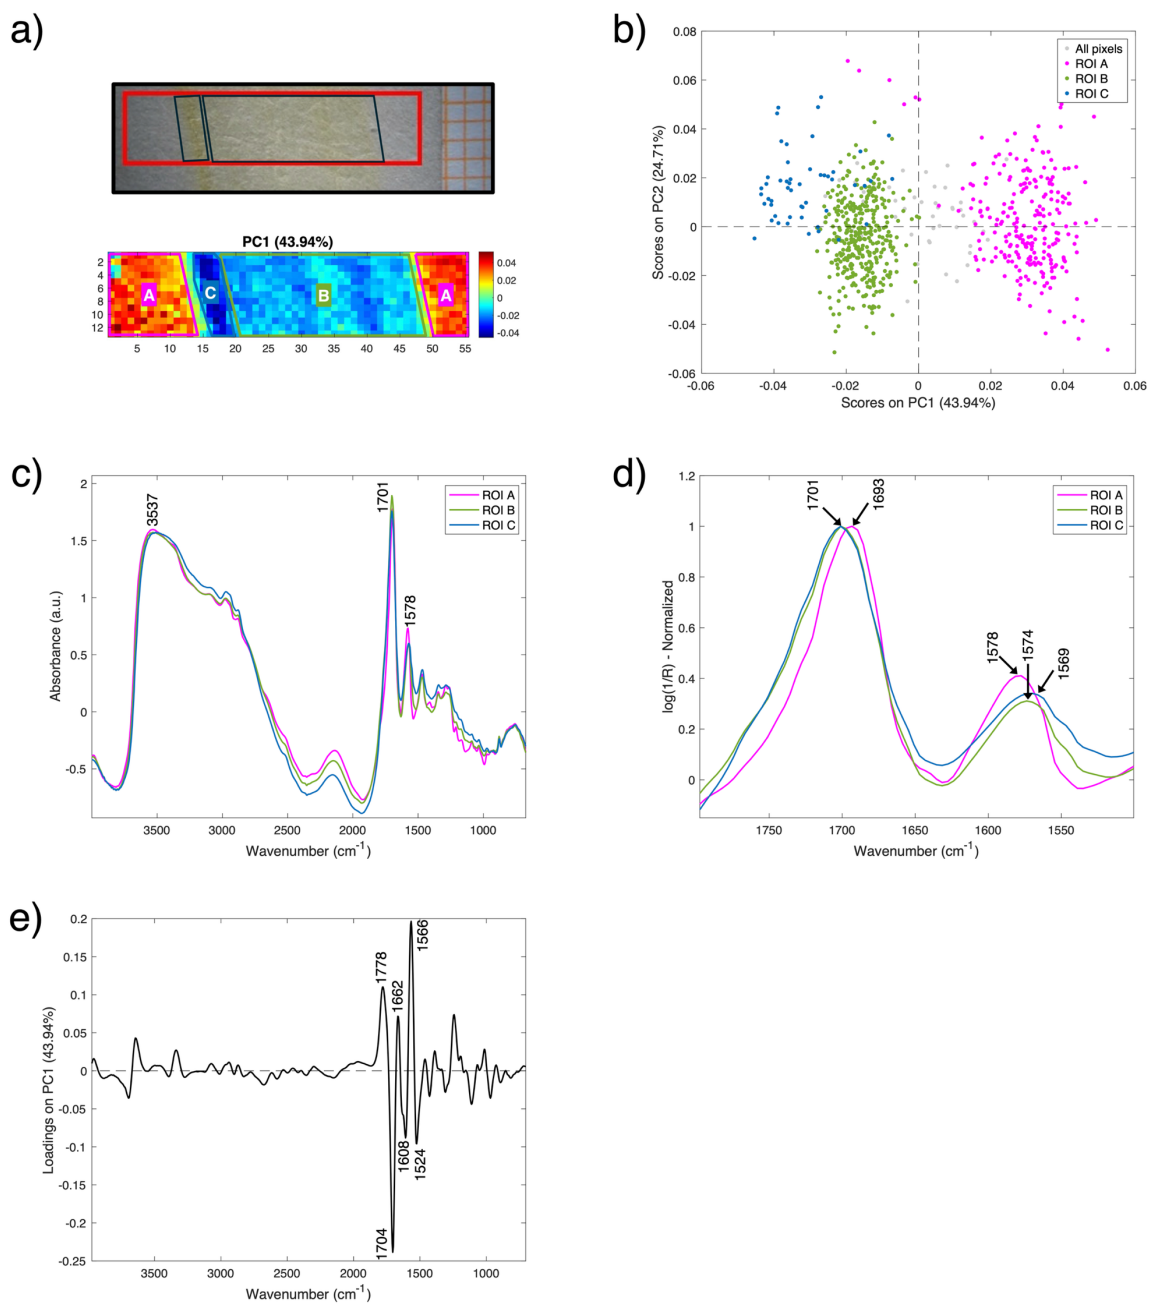 a)
PC1 (43.94%)
2
4
6
8
10
12
A
C
B
A
0.04
0.02
0
-0.02
-0.04
5 10 15 20 25 30 35 40 45 50 55
b)
0.08
0.06
0.04
0.02
0
-0.02
-0.04
-0.06
Scores on PC2 (24.71%)
All pixels
ROI A
ROI B
ROI C
-0.06 -0.04 -0.02 0 0.02 0.04 0.06
Scores on PC1 (43.94%)
c)
2
1.5
1
0.5
0
-0.5
Absorbance (a.u.)
3537
1701
1578
ROI A
ROI B
ROI C
3500 3000 2500 2000 1500 1000
Wavenumber (cm⁻¹)
d)
1.2
1
0.8
0.6
0.4
0.2
0
log(1/R) - Normalized
1701
1693
1578
1574
1569
ROI A
ROI B
ROI C
1750 1700 1650 1600 1550
Wavenumber (cm⁻¹)
e)
0.2
0.15
0.1
0.05
0
-0.05
-0.1
-0.15
-0.2
-0.25
Loadings on PC1 (43.94%)
1778
1662
1566
1608
1524
1704
3500 3000 2500 2000 1500 1000
Wavenumber (cm⁻¹)